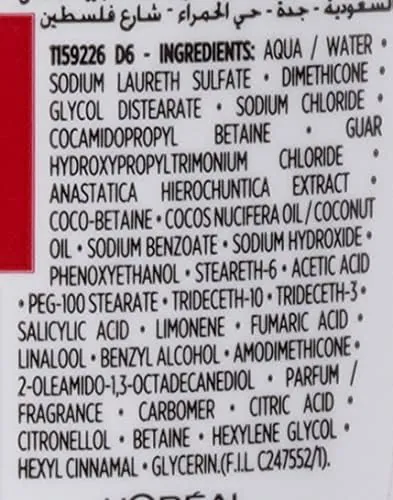 السعودية - جدة - حي الحمراء - شارع فلسطين
1159226 D6 - INGREDIENTS: AQUA / WATER •
SODIUM LAURETH SULFATE • DIMETHICONE •
GLYCOL DISTEARATE • SODIUM CHLORIDE •
COCAMIDOPROPYL BETAINE • GUAR
HYDROXYPROPYLTRIMONIUM CHLORIDE •
ANASTATICA HIEROCHUNTICA EXTRACT •
COCO-BETAINE • COCOS NUCIFERA OIL / COCONUT
OIL • SODIUM BENZOATE • SODIUM HYDROXIDE •
PHENOXYETHANOL • STEARETH-6 • ACETIC ACID
• PEG-100 STEARATE • TRIDECETH-10 • TRIDECETH-3 •
SALICYLIC ACID • LIMONENE • FUMARIC ACID •
LINALOOL • BENZYL ALCOHOL • AMODIMETHICONE •
2-OLEAMIDO-1,3-OCTADECANEDIOL • PARFUM /
FRAGRANCE • CARBOMER • CITRIC ACID •
CITRONELLOL • BETAINE • HEXYLENE GLYCOL •
HEXYL CINNAMAL • GLYCERIN.(F.I.L. C247552/1).
L'ORÉAL